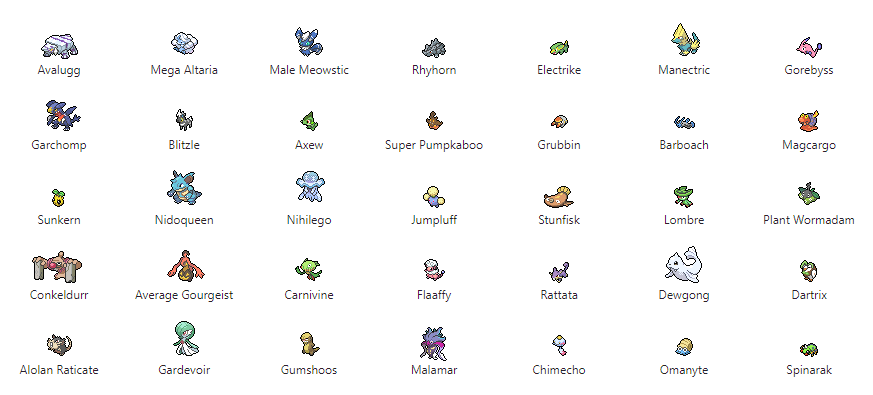 Avalugg
Mega Altaria
Male Meowstic
Rhyhorn
Electrike
Manectric
Gorebyss
Garchomp
Blitzle
Axew
Super Pumpkaboo
Grubbin
Barboach
Magcargo
Sunkern
Nidoqueen
Nihilego
Jumpluff
Stunfisk
Lombre
Plant Wormadam
Conkeldurr
Average Gourgeist
Carnivine
Flaaffy
Rattata
Dewgong
Dartrix
Alolan Raticate
Gardevoir
Gumshoos
Malamar
Chimecho
Omanyte
Spinarak